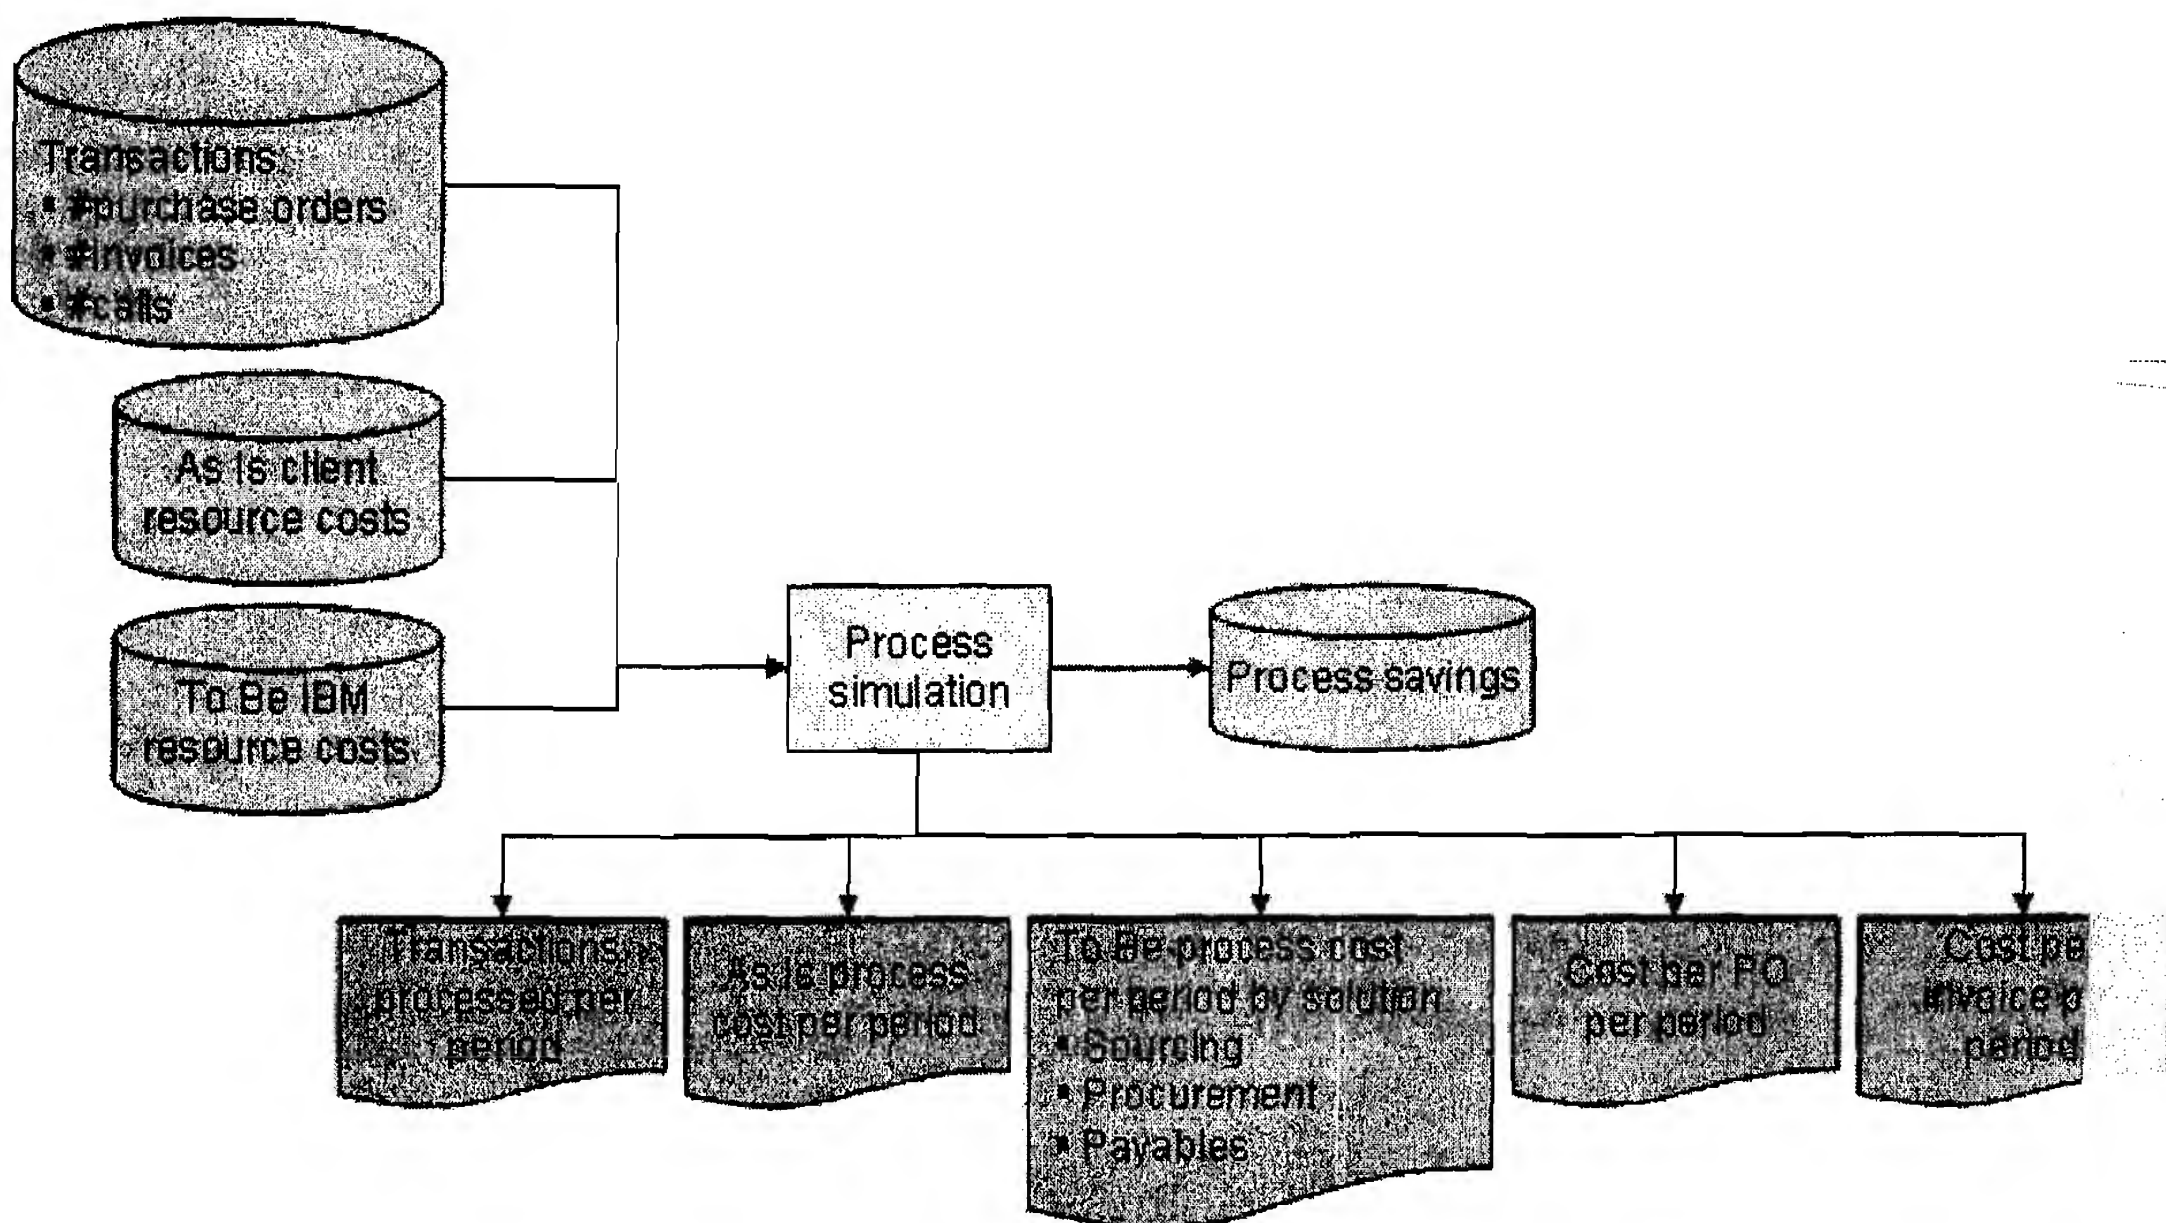 Transactions
• #purchase orders
• #invoices
• #calls
As Is client
resource costs
To Be IBM
resource costs
Process
simulation
Process savings
Transactions
processed per
period
As Is process
cost per period
To Be process cost
per period by solution
• Sourcing
• Procurement
• Payables
Cost per PO
per period
Cost pe
invoice p
period